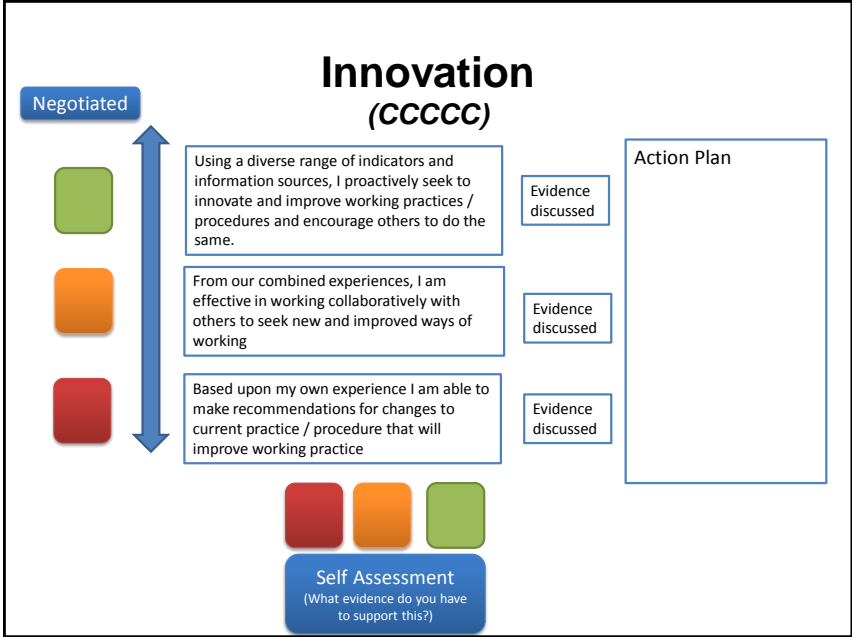 Innovation
(CCCCC)
Negotiated
Using a diverse range of indicators and
information sources, I proactively seek to
innovate and improve working practices /
procedures and encourage others to do the
same.
Evidence
discussed
Action Plan
From our combined experiences, I am
effective in working collaboratively with
others to seek new and improved ways of
working
Evidence
discussed
Based upon my own experience I am able to
make recommendations for changes to
current practice / procedure that will
improve working practice
Evidence
discussed
Self Assessment
(What evidence do you have
to support this?)